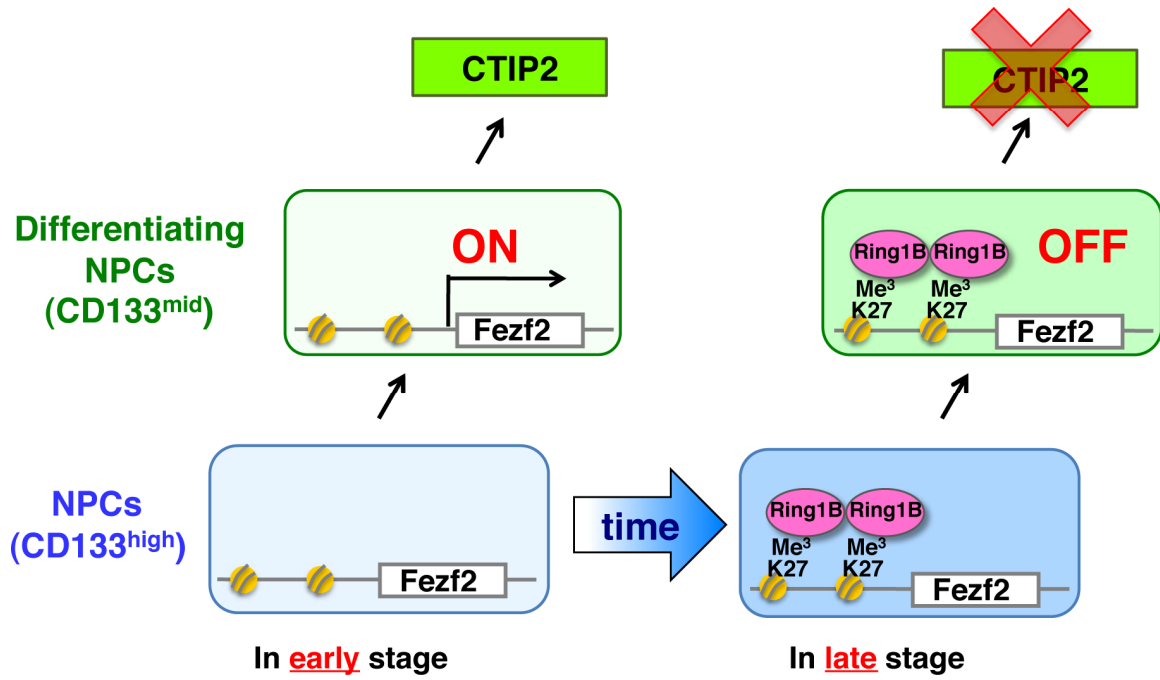 CTIP2
CTIP2
Differentiating
NPCs
(CD133mid)
ON
Fezf2
Ring1B Ring1B
OFF
Me3 Me3
K27 K27
Fezf2
NPCs
(CD133high)
Fezf2
time
Ring1B Ring1B
Me3 Me3
K27 K27
Fezf2
In early stage
In late stage